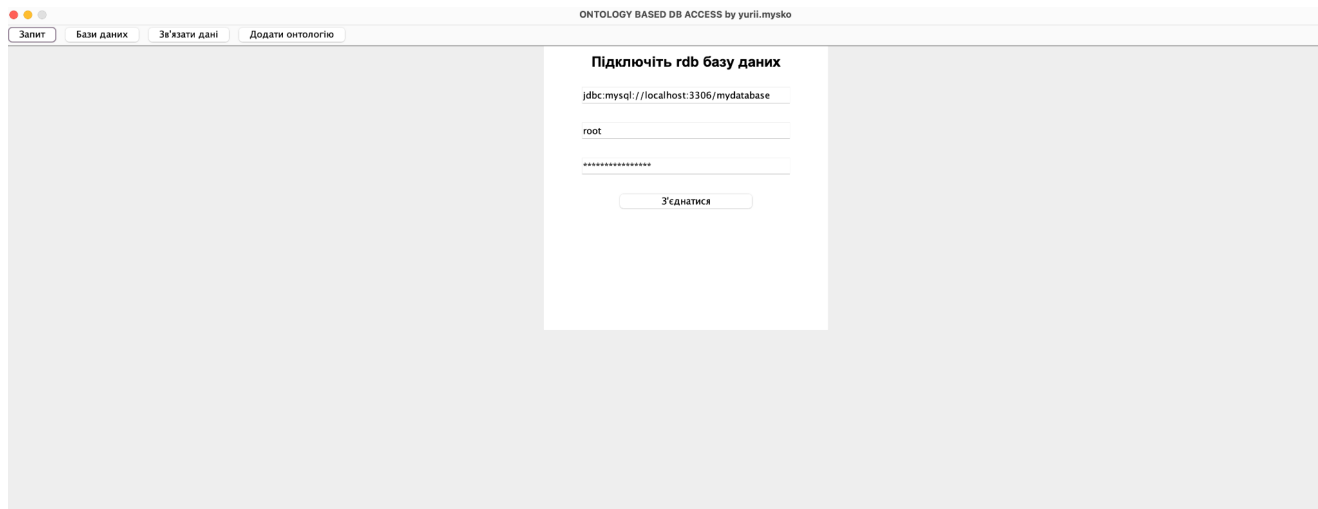 ONTOLOGY BASED DB ACCESS by yurii.mysko
Запит Бази даних Зв'язати дані Додати онтологію
Підключіть rdb базу даних
jdbc:mysql://localhost:3306/mydatabase
root
****************
З'єднатися